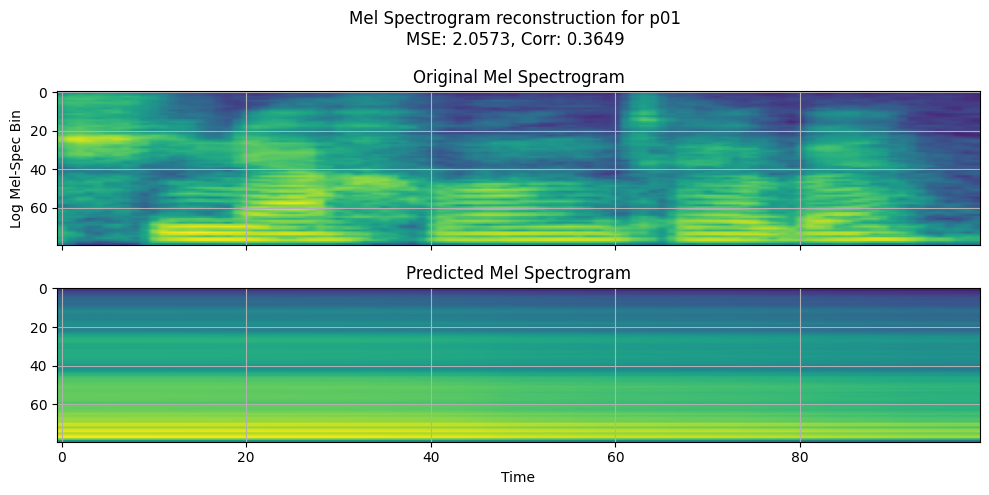 Mel Spectrogram reconstruction for p01
MSE: 2.0573, Corr: 0.3649
Original Mel Spectrogram
0
20
40
60
Log Mel-Spec Bin
Predicted Mel Spectrogram
0
20
40
60
0 20 40 60 80
Time